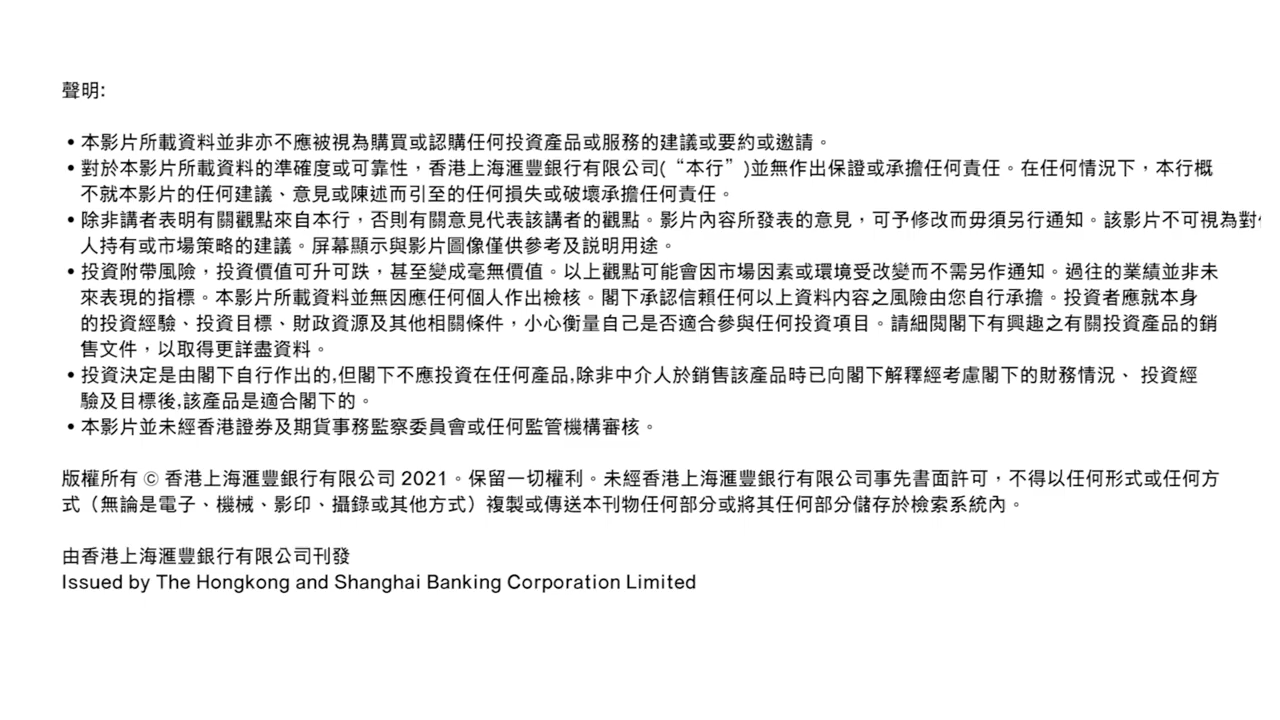 聲明:
• 本影片所載資料並非亦不應被視為購買或認購任何投資產品或服務的建議或要約或邀請。
• 對於本影片所載資料的準確度或可靠性，香港上海滙豐銀行有限公司(“本行”)並無作出保證或承擔任何責任。在任何情況下，本行概
不就本影片的任何建議、意見或陳述而引至的任何損失或破壞承擔任何責任。
• 除非講者表明有關觀點來自本行，否則有關意見代表該講者的觀點。影片內容所發表的意見，可予修改而毋須另行通知。該影片不可視為對
人持有或市場策略的建議。屏幕顯示與影片圖像僅供參考及説明用途。
• 投資附帶風險，投資價值可升可跌，甚至變成毫無價值。以上觀點可能會因市場因素或環境受改變而不需另作通知。過往的業績並非未
來表現的指標。本影片所載資料並無因應任何個人作出檢核。閣下承認信賴任何以上資料內容之風險由您自行承擔。投資者應就本身
的投資經驗、投資目標、財政資源及其他相關條件，小心衡量自己是否適合參與任何投資項目。請細閱閣下有興趣之有關投資產品的銷
售文件，以取得更詳盡資料。
• 投資決定是由閣下自行作出的,但閣下不應投資在任何產品,除非中介人於銷售該產品時已向閣下解釋經考慮閣下的財務情況、 投資經
驗及目標後,該產品是適合閣下的。
• 本影片並未經香港證券及期貨事務監察委員會或任何監管機構審核。
版權所有 © 香港上海滙豐銀行有限公司 2021。保留一切權利。未經香港上海滙豐銀行有限公司事先書面許可，不得以任何形式或任何方
式（無論是電子、機械、影印、攝錄或其他方式）複製或傳送本刊物任何部分或將其任何部分儲存於檢索系統內。
由香港上海滙豐銀行有限公司刊發
Issued by The Hongkong and Shanghai Banking Corporation Limited